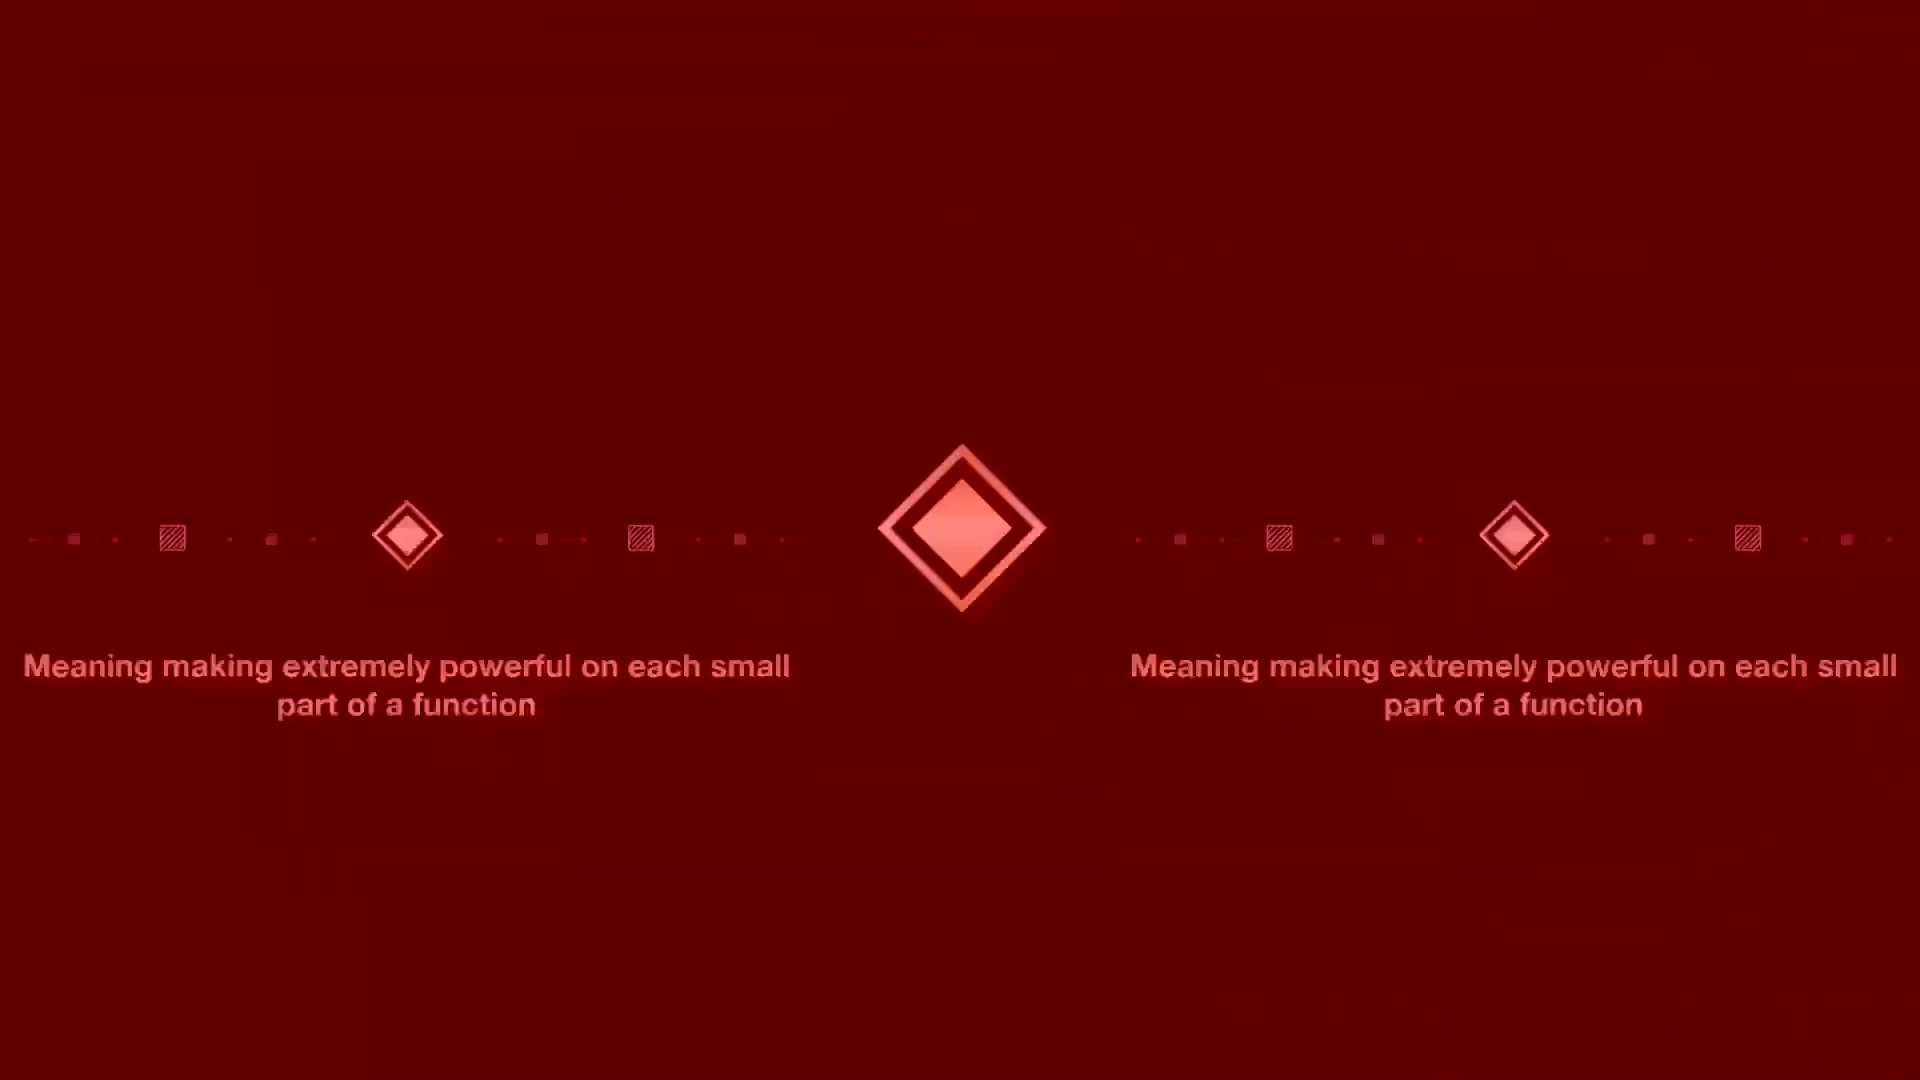 Meaning making extremely powerful on each small
part of a function
Meaning making extremely powerful on each small
part of a function